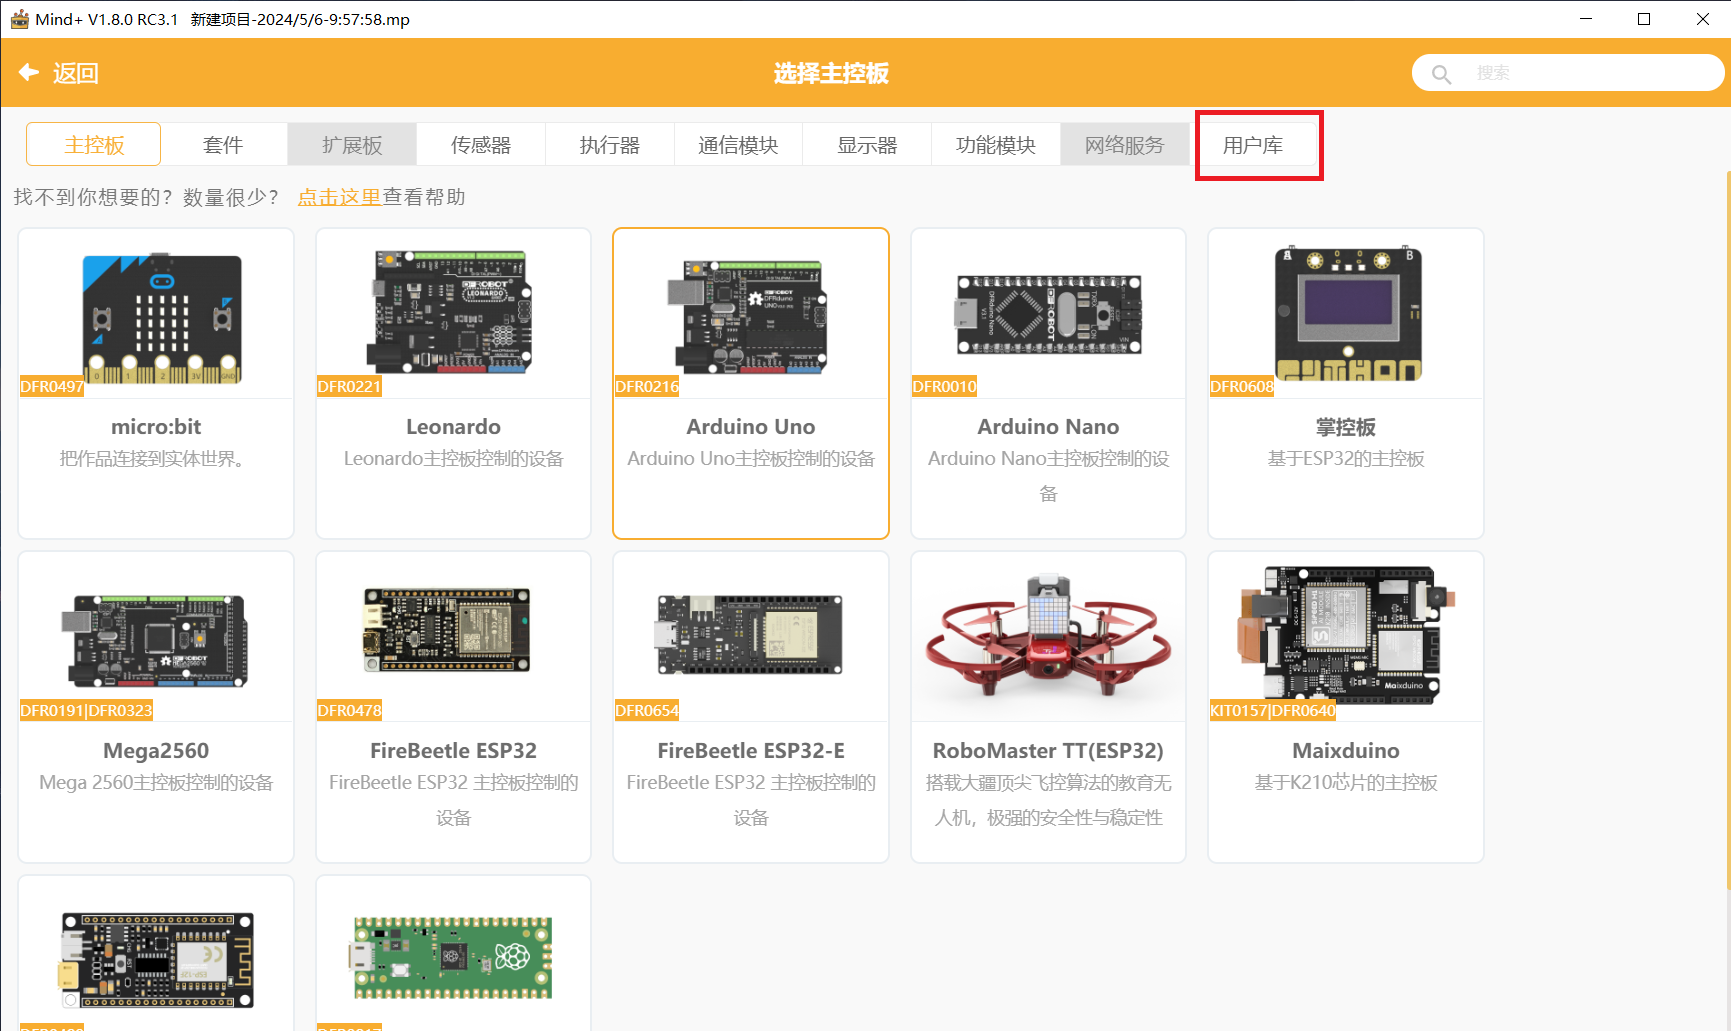 Mind+ V1.8.0 RC3.1 新建项目-2024/5/6-9:57:58.mp
返回
选择主控板
搜索
主控板 套件 扩展板 传感器 执行器 通信模块 显示器 功能模块 网络服务 用户库
找不到你想要的？数量很少？ 点击这里查看帮助
DFR0497
micro:bit
把作品连接到实体世界。
DFR0221
Leonardo
Leonardo主控板控制的设备
DFR0216
Arduino Uno
Arduino Uno主控板控制的设备
DFR0010
Arduino Nano
Arduino Nano主控板控制的设
备
DFR0608
掌控板
基于ESP32的主控板
DFR0191|DFR0323
Mega2560
Mega 2560主控板控制的设备
DFR0478
FireBeetle ESP32
FireBeetle ESP32 主控板控制的
设备
DFR0654
FireBeetle ESP32-E
FireBeetle ESP32 主控板控制的
设备
RoboMaster TT(ESP32)
搭载大疆顶尖飞控算法的教育无
人机，极强的安全性与稳定性
Maixduino
KIT0157|DFR0640
Maixduino
基于K210芯片的主控板